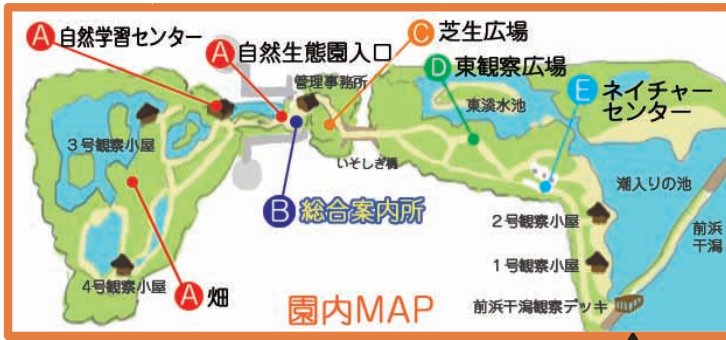 A 自然学習センター
A 自然生態園入口
C 芝生広場
管理事務所
D 東観察広場
E ネイチャー
センター
東淡水池
3号観察小屋
いそしぎ橋
潮入りの池
B 総合案内所
2号観察小屋
前浜
干潟
1号観察小屋
4号観察小屋
A 畑
園内MAP
前浜干潟観察デッキ